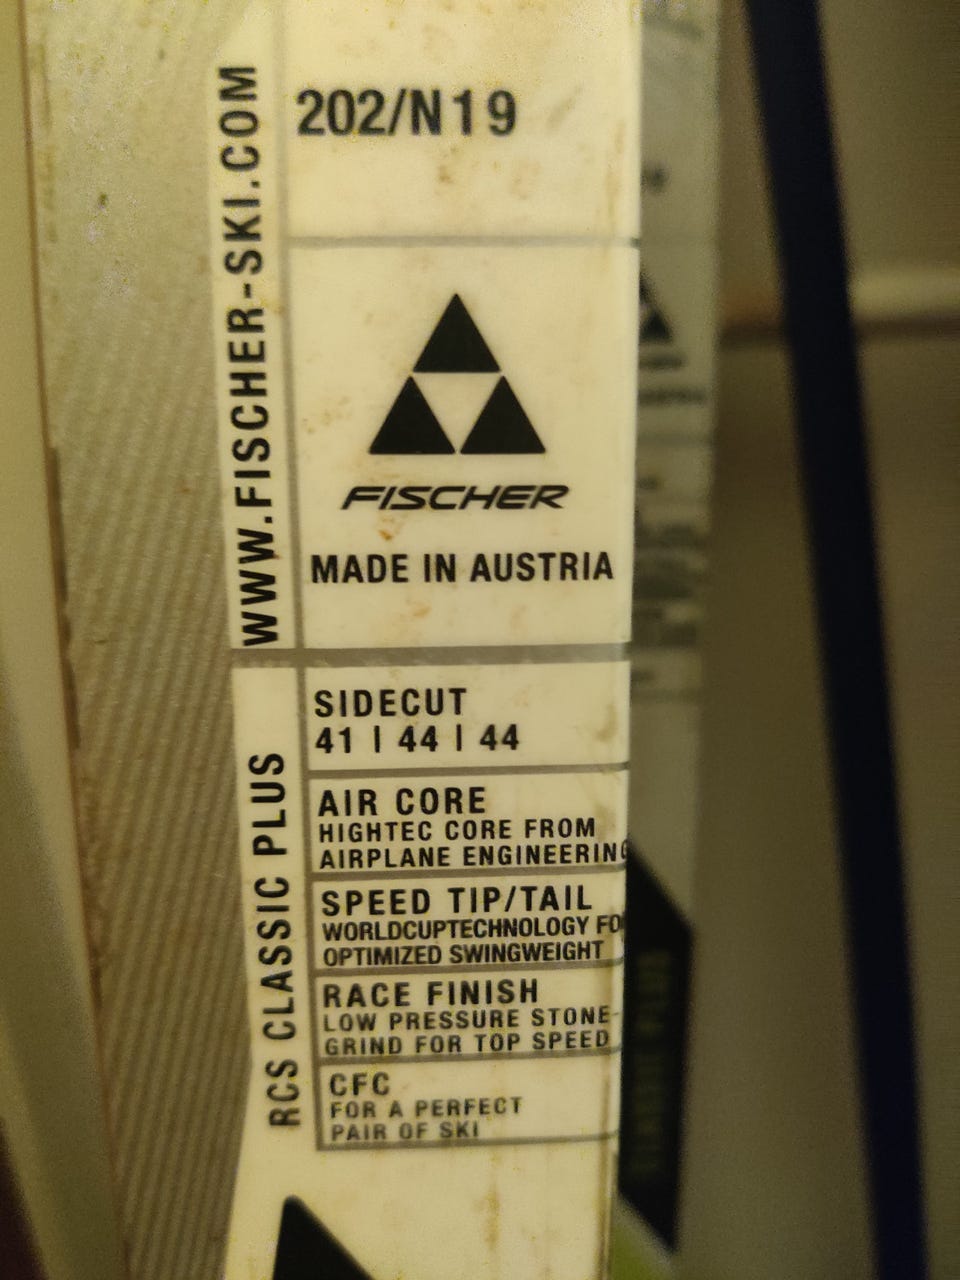 202/N19
WWW.FISCHER-SKI.COM
FISCHER
MADE IN AUSTRIA
RCS CLASSIC PLUS
SIDECUT
41 | 44 | 44
AIR CORE
HIGHTEC CORE FROM
AIRPLANE ENGINEERING
SPEED TIP/TAIL
WORLDCUPTECHNOLOGY FO
OPTIMIZED SWINGWEIGHT
RACE FINISH
LOW PRESSURE STONE-
GRIND FOR TOP SPEED
CFC
FOR A PERFECT
PAIR OF SKI